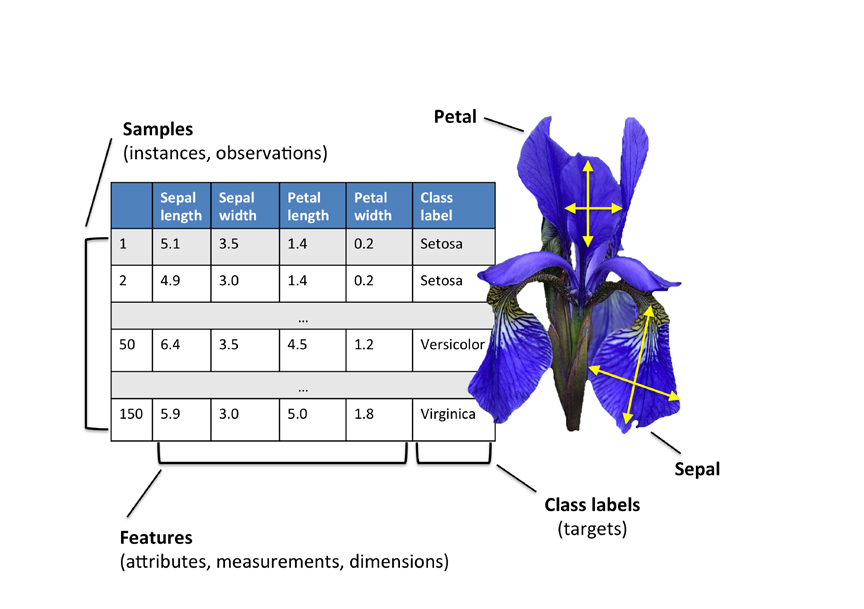 Samples
(instances, observations)
Petal
Sepal length Sepal width Petal length Petal width Class label
1 5.1 3.5 1.4 0.2 Setosa
2 4.9 3.0 1.4 0.2 Setosa
...
50 6.4 3.5 4.5 1.2 Versicolor
...
150 5.9 3.0 5.0 1.8 Virginica
Sepal
Class labels
(targets)
Features
(attributes, measurements, dimensions)